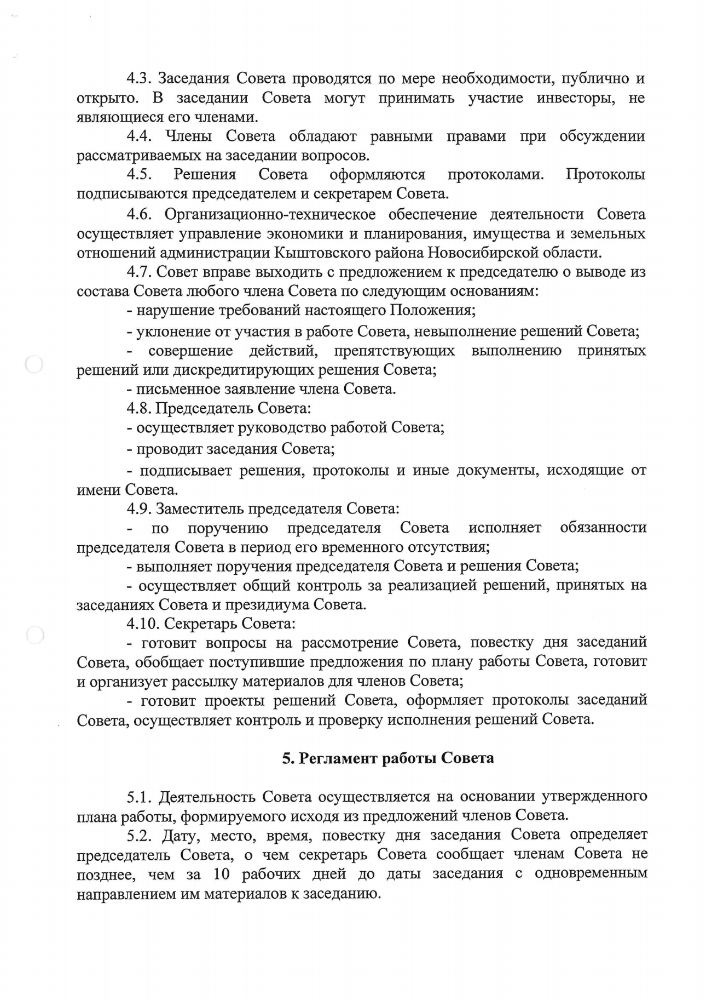 4.3. Заседания Совета проводятся по мере необходимости, публично и
открыто. В заседании Совета могут принимать участие инвесторы, не
являющиеся его членами.
4.4. Члены Совета обладают равными правами при обсуждении
рассматриваемых на заседании вопросов.
4.5. Решения Совета оформляются протоколами. Протоколы
подписываются председателем и секретарем Совета.
4.6. Организационно-техническое обеспечение деятельности Совета
осуществляет управление экономики и планирования, имущества и земельных
отношений администрации Кыштовского района Новосибирской области.
4.7. Совет вправе выходить с предложением к председателю о выводе из
состава Совета любого члена Совета по следующим основаниям:
- нарушение требований настоящего Положения;
- уклонение от участия в работе Совета, невыполнение решений Совета;
- совершение действий, препятствующих выполнению принятых
решений или дискредитирующих решения Совета;
- письменное заявление члена Совета.
4.8. Председатель Совета:
- осуществляет руководство работой Совета;
- проводит заседания Совета;
- подписывает решения, протоколы и иные документы, исходящие от
имени Совета.
4.9. Заместитель председателя Совета:
- по поручению председателя Совета исполняет обязанности
председателя Совета в период его временного отсутствия;
- выполняет поручения председателя Совета и решения Совета;
- осуществляет общий контроль за реализацией решений, принятых на
заседаниях Совета и президиума Совета.
4.10. Секретарь Совета:
- готовит вопросы на рассмотрение Совета, повестку дня заседаний
Совета, обобщает поступившие предложения по плану работы Совета, готовит
и организует рассылку материалов для членов Совета;
- готовит проекты решений Совета, оформляет протоколы заседаний
Совета, осуществляет контроль и проверку исполнения решений Совета.
5. Регламент работы Совета
5.1. Деятельность Совета осуществляется на основании утвержденного
плана работы, формируемого исходя из предложений членов Совета.
5.2. Дату, место, время, повестку дня заседания Совета определяет
председатель Совета, о чем секретарь Совета сообщает членам Совета не
позднее, чем за 10 рабочих дней до даты заседания с одновременным
направлением им материалов к заседанию.